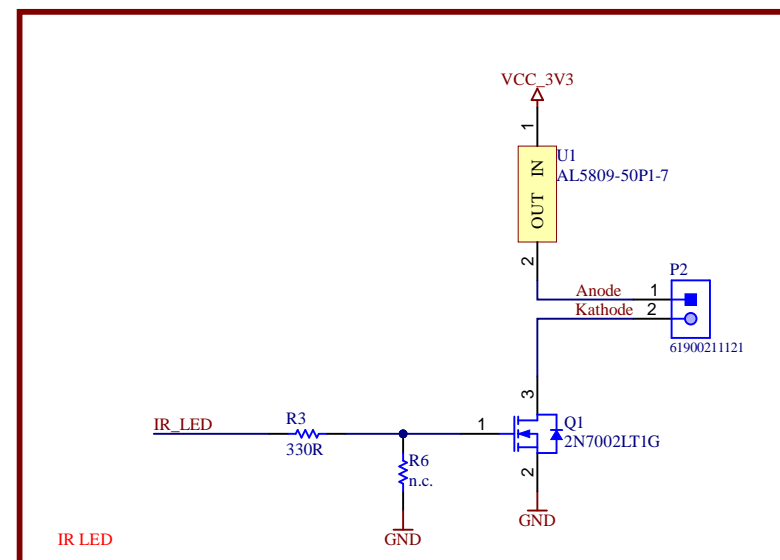 VCC_3V3
1
U1
AL5809-50P1-7
IN
OUT
2
P2
Anode
1
Kathode
2
61900211121
3
IR_LED
R3
330R
1
Q1
2N7002LT1G
R6
n.c.
2
GND
GND
IR LED